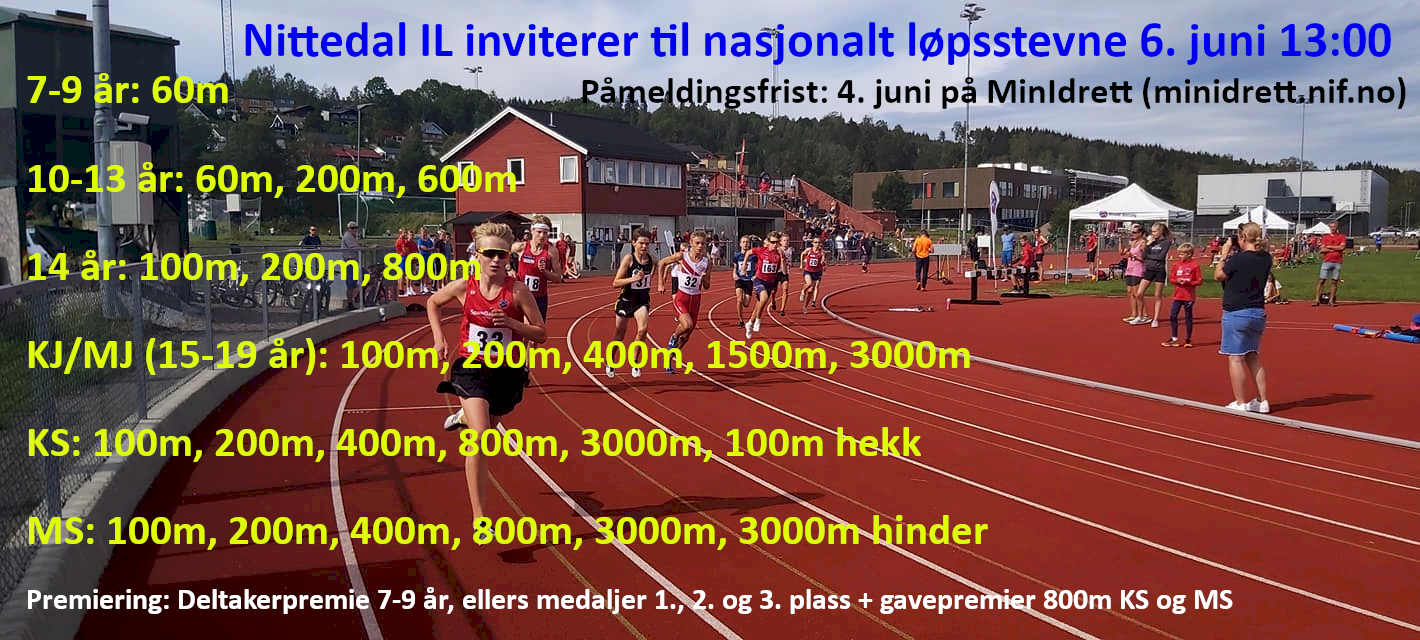 Nittedal IL inviterer til nasjonalt løpsstevne 6. juni 13:00
Påmeldingsfrist: 4. juni på MinIdrett (minidrett.nif.no)
7-9 år: 60m
10-13 år: 60m, 200m, 600m
14 år: 100m, 200m, 800m
KJ/MJ (15-19 år): 100m, 200m, 400m, 1500m, 3000m
KS: 100m, 200m, 400m, 800m, 3000m, 100m hekk
MS: 100m, 200m, 400m, 800m, 3000m, 3000m hinder
Premiering: Deltakerpremie 7-9 år, ellers medaljer 1., 2. og 3. plass + gavepremier 800m KS og MS
32